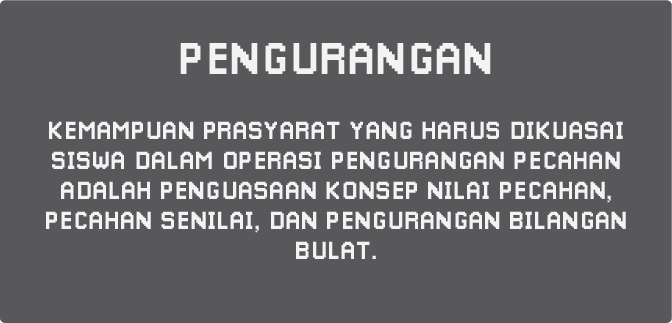 PENGURANGAN
KEMAMPUAN PRASYARAT YANG HARUS DIKUASAI
SISWA DALAM OPERASI PENGURANGAN PECAHAN
ADALAH PENGUASAAN KONSEP NILAI PECAHAN,
PECAHAN SENILAI, DAN PENGURANGAN BILANGAN
BULAT.